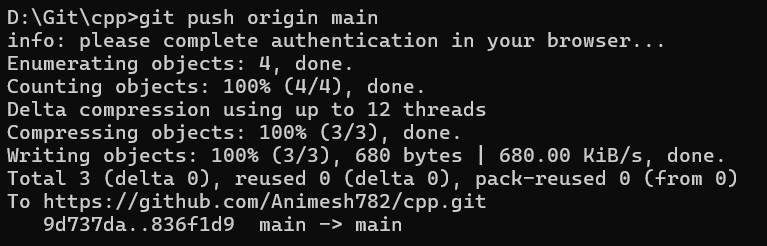 D:\Git\cpp>git push origin main
info: please complete authentication in your browser...
Enumerating objects: 4, done.
Counting objects: 100% (4/4), done.
Delta compression using up to 12 threads
Compressing objects: 100% (3/3), done.
Writing objects: 100% (3/3), 680 bytes | 680.00 KiB/s, done.
Total 3 (delta 0), reused 0 (delta 0), pack-reused 0 (from 0)
To https://github.com/Animesh782/cpp.git
   9d737da..836f1d9  main -> main